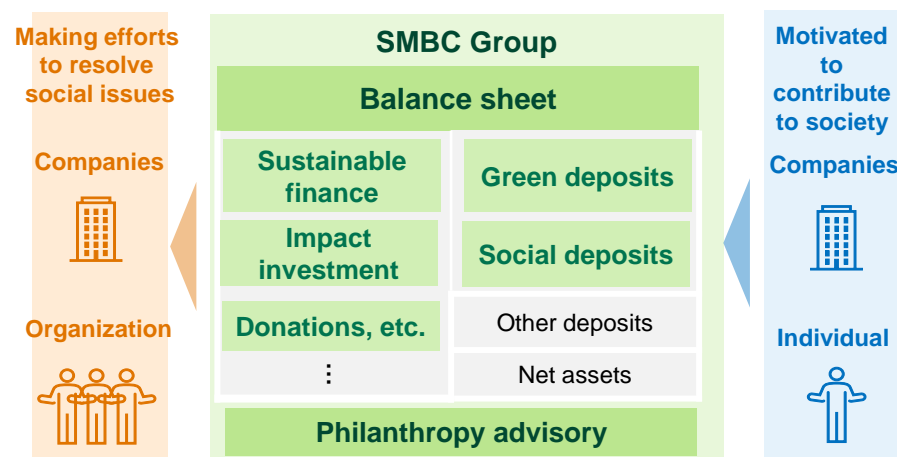 Making efforts
to resolve
social issues
Companies
Organization
SMBC Group
Balance sheet
Sustainable
finance
Impact
investment
Donations, etc.
⋮
Green deposits
Social deposits
Other deposits
Net assets
Philanthropy advisory
Motivated
to
contribute
to society
Companies
Individual